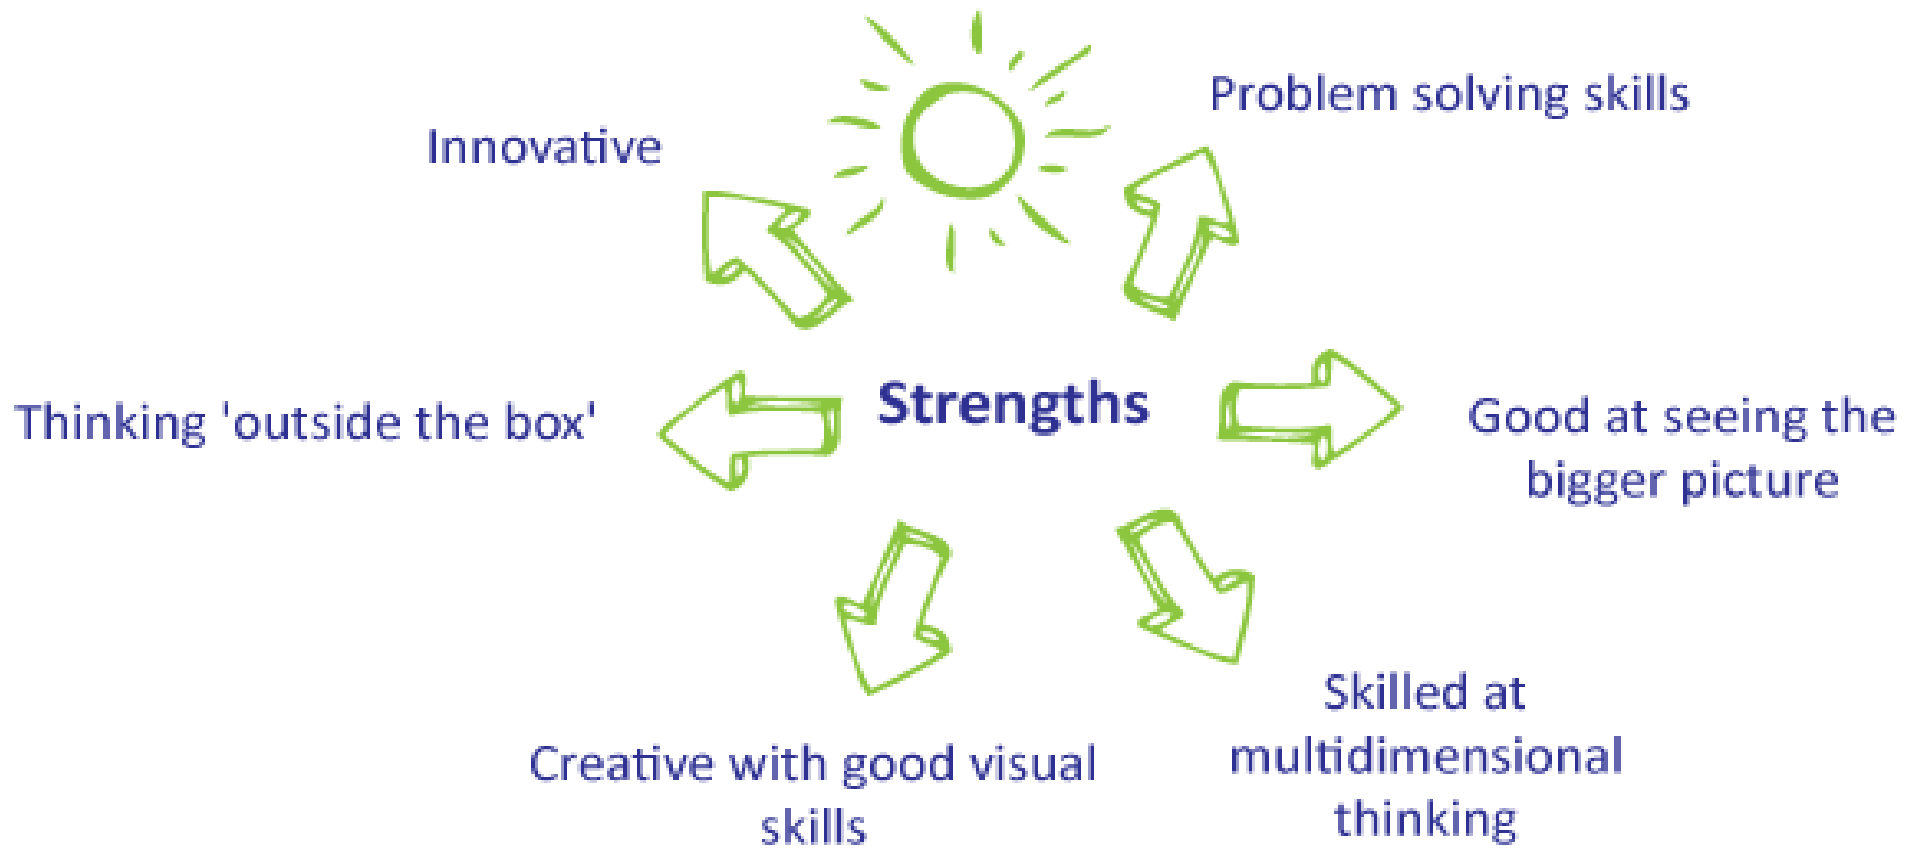 Problem solving skills
Innovative
Strengths
Thinking 'outside the box'
Good at seeing the
bigger picture
Skilled at
multidimensional
thinking
Creative with good visual
skills